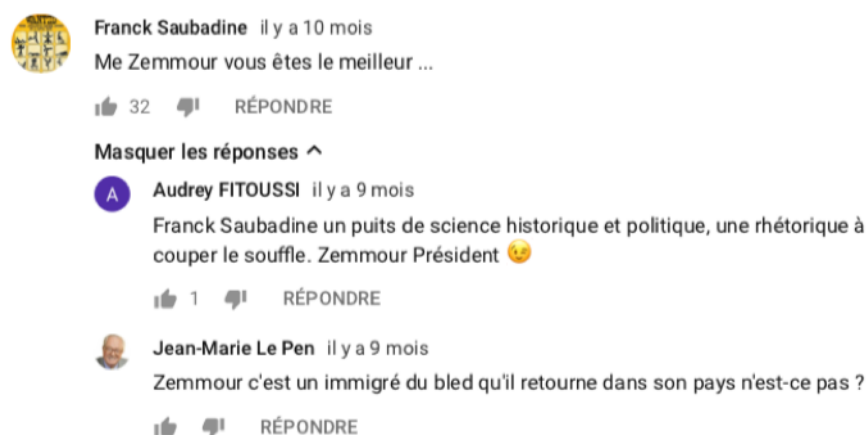 Franck Saubadine il y a 10 mois
Me Zemmour vous êtes le meilleur ...
32 RÉPONDRE
Masquer les réponses
A Audrey FITOUSSI il y a 9 mois
Franck Saubadine un puits de science historique et politique, une rhétorique à
couper le souffle. Zemmour Président 😉
1 RÉPONDRE
Jean-Marie Le Pen il y a 9 mois
Zemmour c'est un immigré du bled qu'il retourne dans son pays n'est-ce pas ?
RÉPONDRE